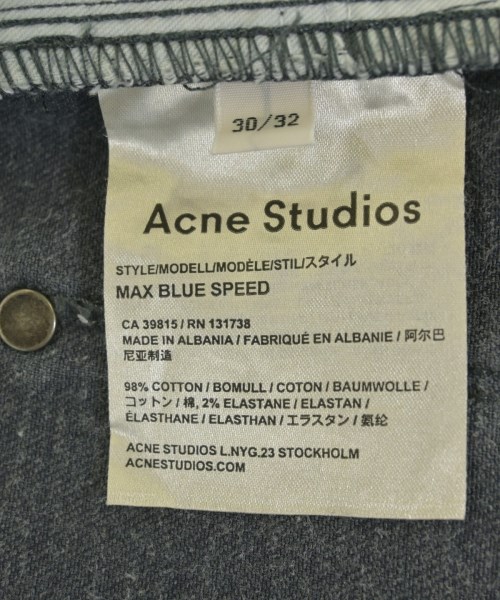 30/32
Acne Studios
STYLE/MODELL/MODÈLE/STIL/スタイル
MAX BLUE SPEED
CA 39815 / RN 131738
MADE IN ALBANIA / FABRIQUÉ EN ALBANIE / 阿尔巴
尼亚制造
98% COTTON / BOMULL / COTON / BAUMWOLLE /
コットン / 棉, 2% ELASTANE / ELASTAN /
ÉLASTHANE / ELASTHAN / エラスタン / 氨纶
ACNE STUDIOS L.NYG.23 STOCKHOLM
ACNESTUDIOS.COM